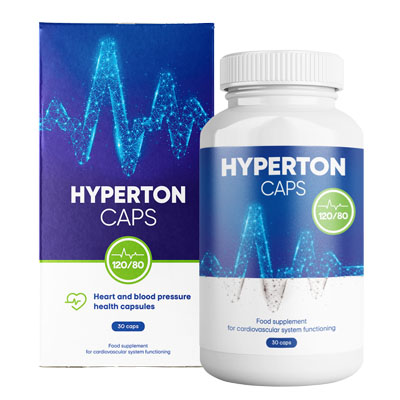 HYPERTON
CAPS
120/80
Heart and blood pressure
health capsules
30 caps
Food supplement
for cardiovascular system functioning
HYPERTON
CAPS
120/80
Food supplement
for cardiovascular system functioning
30 caps